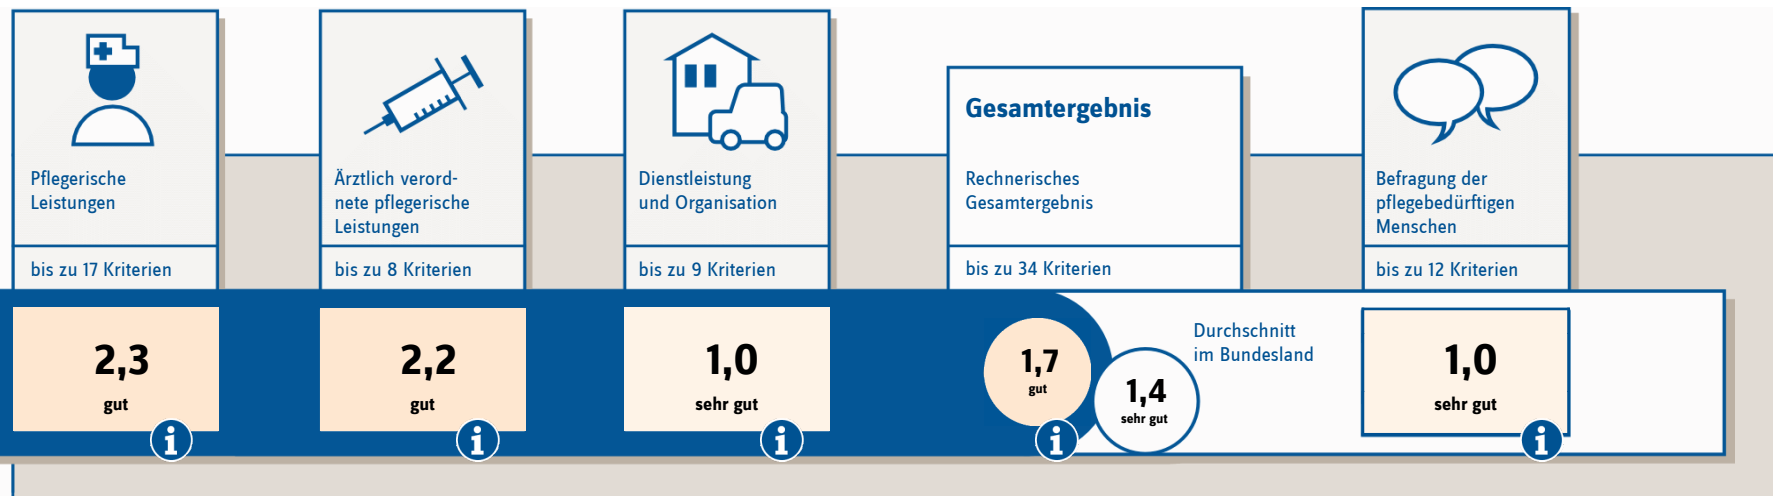 Pflegerische
Leistungen
bis zu 17 Kriterien
2,3
gut
i
Ärztlich verord-
nete pflegerische
Leistungen
bis zu 8 Kriterien
2,2
gut
i
Dienstleistung
und Organisation
bis zu 9 Kriterien
1,0
sehr gut
i
Gesamtergebnis
Rechnerisches
Gesamtergebnis
bis zu 34 Kriterien
1,7
gut
i
1,4
sehr gut
Durchschnitt
im Bundesland
Befragung der
pflegebedürftigen
Menschen
bis zu 12 Kriterien
1,0
sehr gut
i